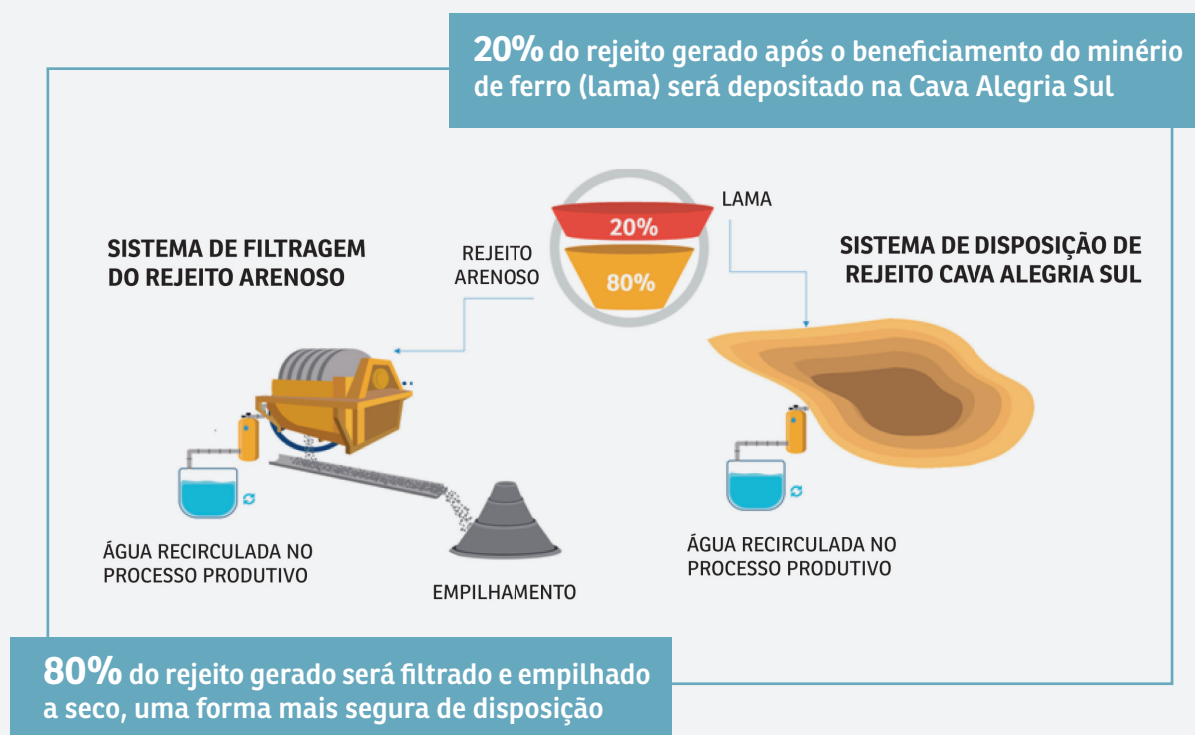 20% do rejeito gerado após o beneficiamento do minério
de ferro (lama) será depositado na Cava Alegria Sul
SISTEMA DE FILTRAGEM
DO REJEITO ARENOSO
REJEITO
ARENOSO
20%
80%
LAMA
SISTEMA DE DISPOSIÇÃO DE
REJEITO CAVA ALEGRIA SUL
ÁGUA RECIRCULADA NO
PROCESSO PRODUTIVO
EMPILHAMENTO
ÁGUA RECIRCULADA NO
PROCESSO PRODUTIVO
80% do rejeito gerado será filtrado e empilhado
a seco, uma forma mais segura de disposição